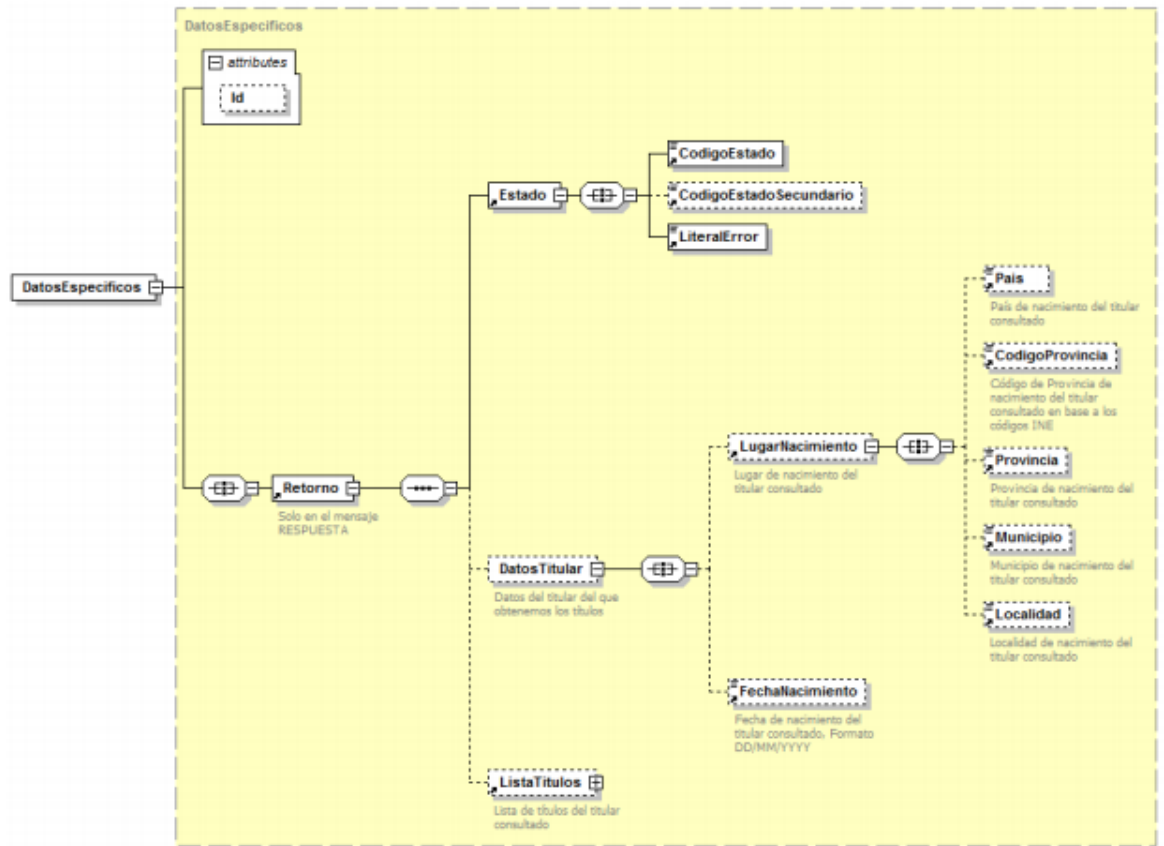 DatosEspecificos
attributes
Id
CodigoEstado
Estado
CodigoEstadoSecundario
LiteralError
DatosEspecificos
Pais
País de nacimiento del titular
consultado
CodigoProvincia
Código de Provincia de
nacimiento del titular
consultado en base a los
códigos INE
LugarNacimiento
Lugar de nacimiento del
titular consultado
Provincia
Provincia de nacimiento del
titular consultado
Retorno
Solo en el mensaje
RESPUESTA
Municipio
Municipio de nacimiento del
titular consultado
DatosTitular
Datos del titular del que
obtenemos los títulos
Localidad
Localidad de nacimiento del
titular consultado
FechaNacimiento
Fecha de nacimiento del
titular consultado. Formato
DD/MM/YYYY
ListaTitulos
Lista de títulos del titular
consultado